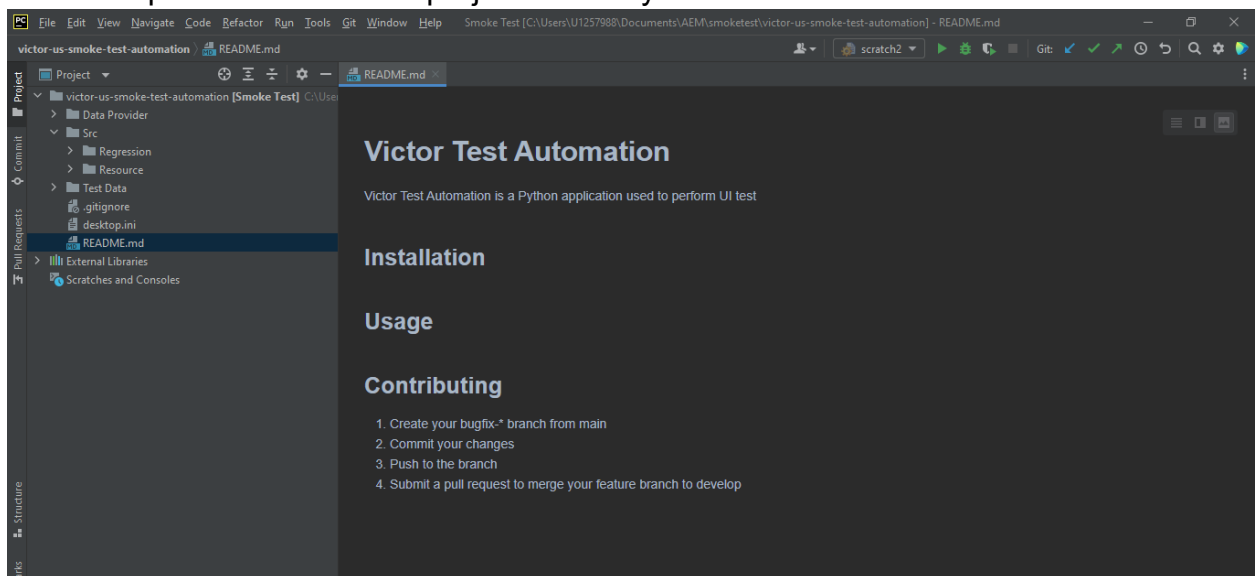 PC File Edit View Navigate Code Refactor Run Tools Git Window Help Smoke Test [C:\Users\U1257988\Documents\AEM\smoketest\victor-us-smoke-test-automation] - README.md
victor-us-smoke-test-automation README.md scratch2 Git:
Project README.md
victor-us-smoke-test-automation [Smoke Test] C:\User
Data Provider
Src
Regression
Resource
Test Data
.gitignore
desktop.ini
README.md
External Libraries
Scratches and Consoles
Project
Commit
Pull Requests
Structure
Victor Test Automation
Victor Test Automation is a Python application used to perform UI test
Installation
Usage
Contributing
1. Create your bugfix-* branch from main
2. Commit your changes
3. Push to the branch
4. Submit a pull request to merge your feature branch to develop